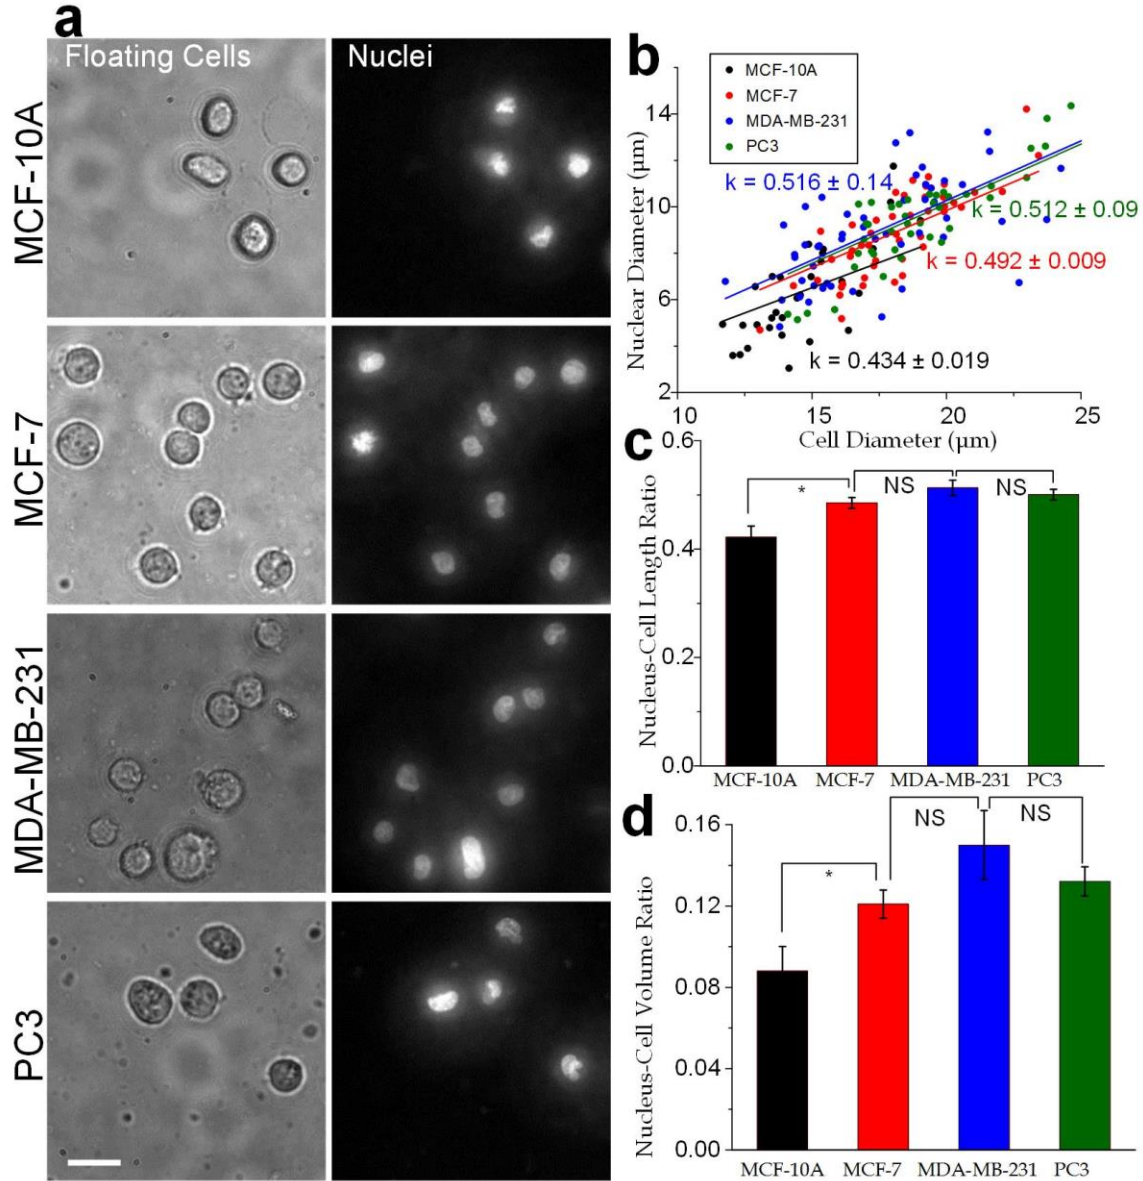 a
Floating Cells
Nuclei
MCF-10A
MCF-7
MDA-MB-231
PC3
b
MCF-10A
MCF-7
MDA-MB-231
PC3
k = 0.516 ± 0.14
k = 0.512 ± 0.09
k = 0.492 ± 0.009
k = 0.434 ± 0.019
Nuclear Diameter (µm)
14
10
6
2
10
15
20
25
Cell Diameter (µm)
c
Nucleus-Cell Length Ratio
0.6
0.4
0.2
0.0
*
NS
NS
MCF-10A
MCF-7
MDA-MB-231
PC3
d
Nucleus-Cell Volume Ratio
0.16
0.12
0.08
0.04
0.00
*
NS
NS
MCF-10A
MCF-7
MDA-MB-231
PC3